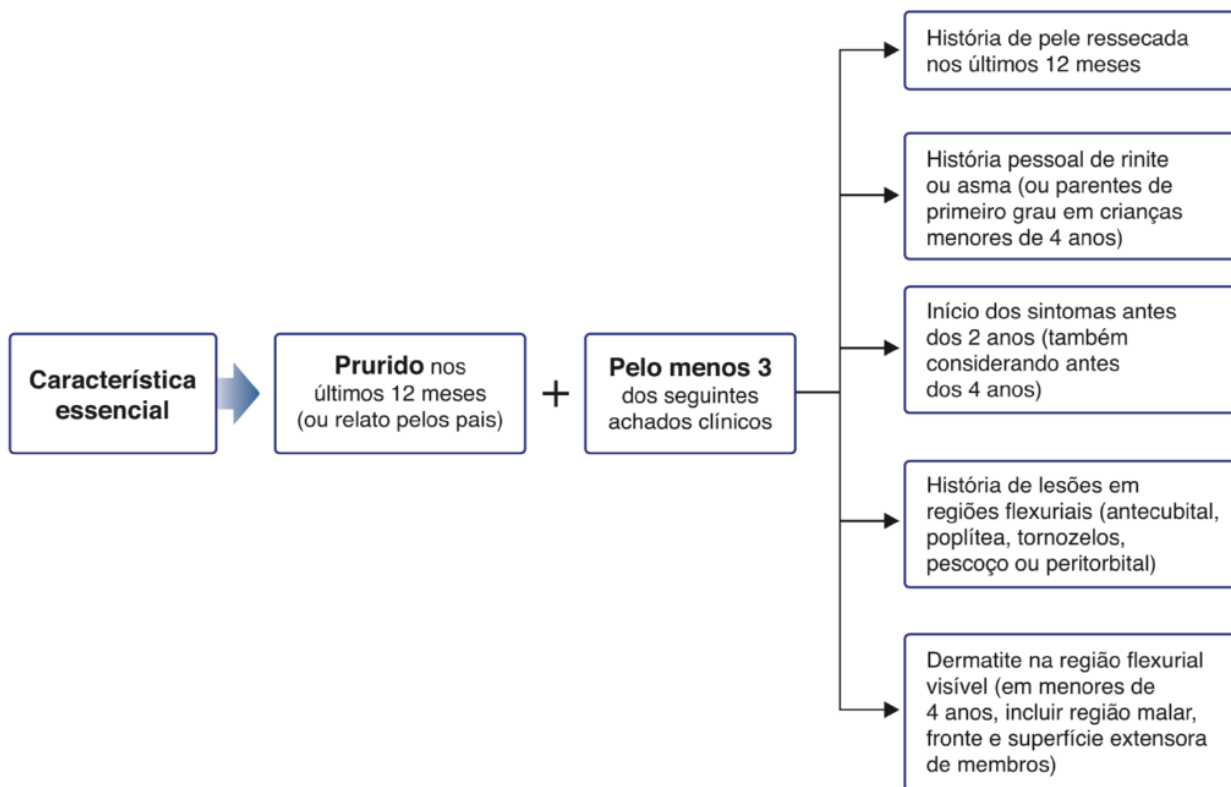 Característica
essencial
Prurido nos
últimos 12 meses
(ou relato pelos pais)
+
Pelo menos 3
dos seguintes
achados clínicos
História de pele ressecada
nos últimos 12 meses
História pessoal de rinite
ou asma (ou parentes de
primeiro grau em crianças
menores de 4 anos)
Início dos sintomas antes
dos 2 anos (também
considerando antes
dos 4 anos)
História de lesões em
regiões flexuriais (antecubital,
poplítea, tornozelos,
pescoço ou peritorbital)
Dermatite na região flexurial
visível (em menores de
4 anos, incluir região malar,
fronte e superfície extensora
de membros)